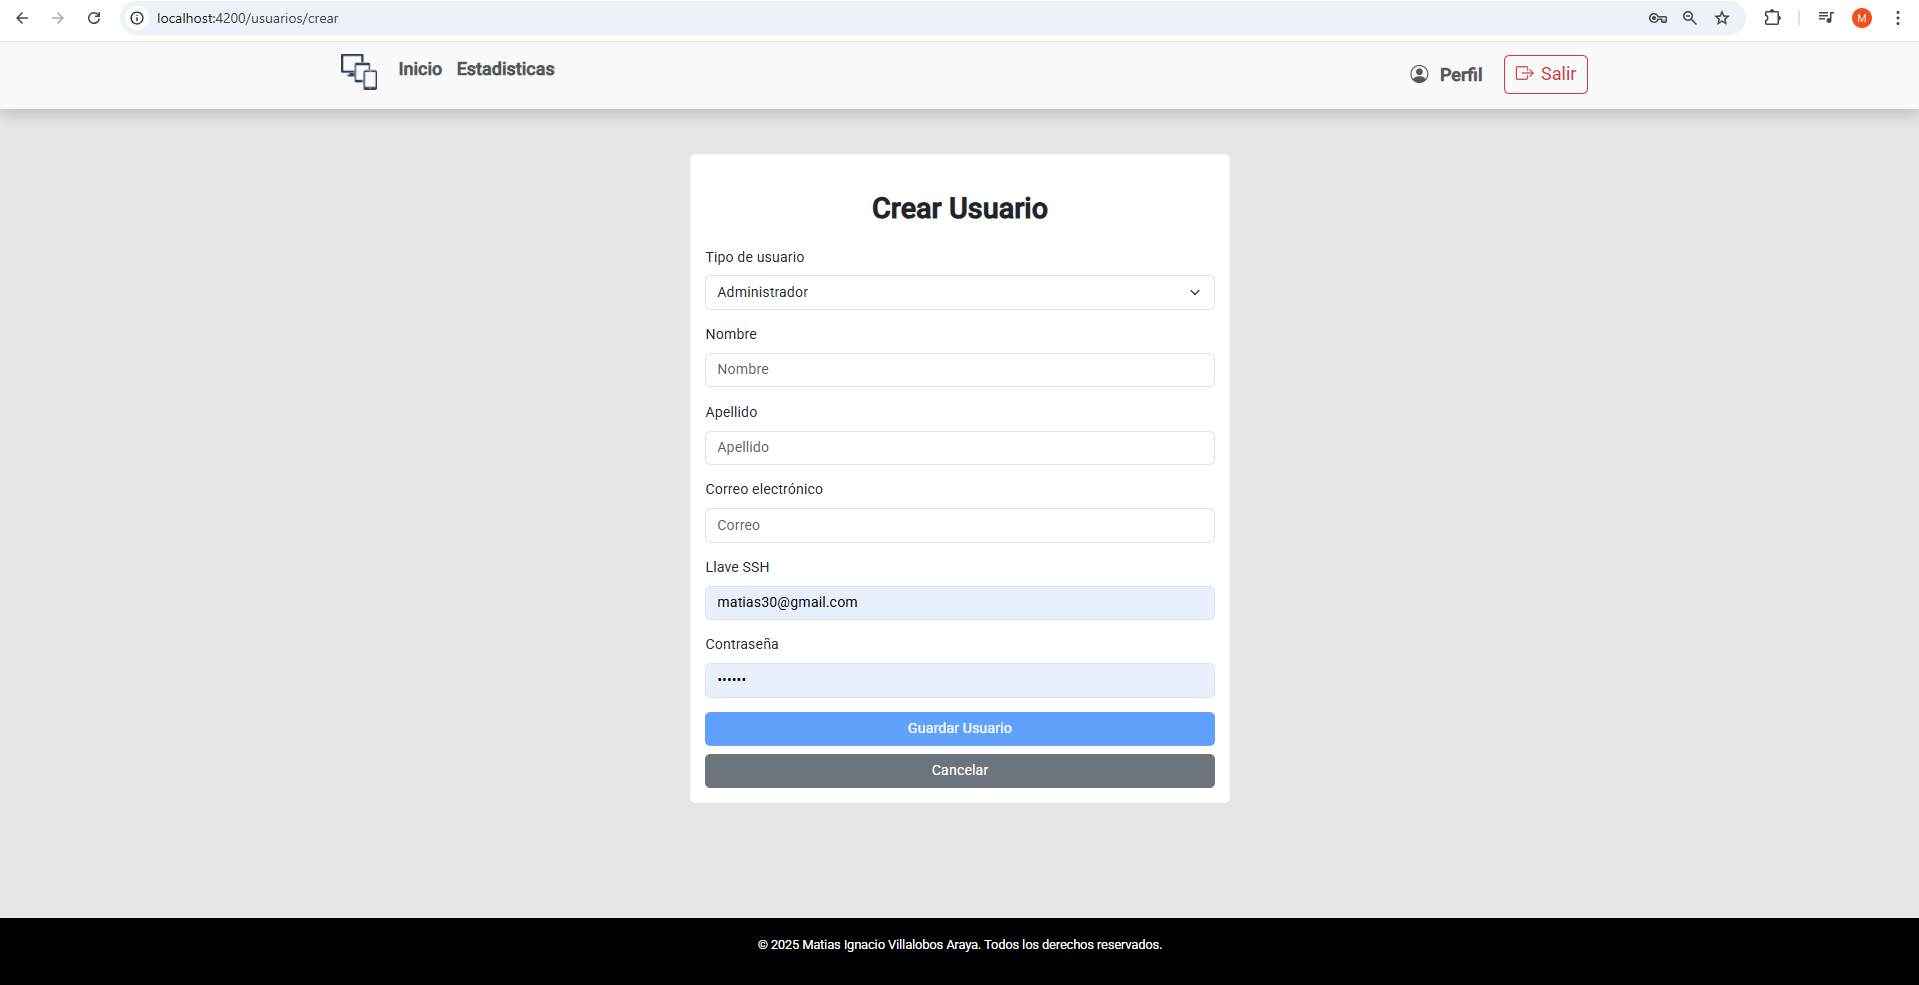 localhost:4200/usuarios/crear
M
Inicio Estadisticas Perfil Salir
Crear Usuario
Tipo de usuario
Administrador
Nombre
Nombre
Apellido
Apellido
Correo electrónico
Correo
Llave SSH
matias30@gmail.com
Contraseña
••••••
Guardar Usuario
Cancelar
© 2025 Matias Ignacio Villalobos Araya. Todos los derechos reservados.